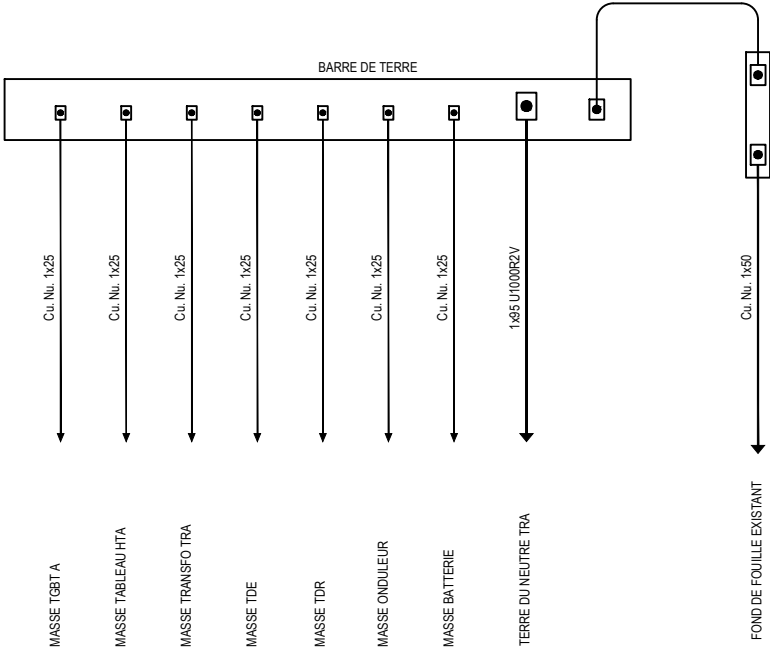 BARRE DE TERRE
Cu. Nu. 1x25
Cu. Nu. 1x25
Cu. Nu. 1x25
Cu. Nu. 1x25
Cu. Nu. 1x25
Cu. Nu. 1x25
Cu. Nu. 1x25
1x95 U1000R2V
Cu. Nu. 1x50
MASSE TGBT A
MASSE TABLEAU HTA
MASSE TRANSFO TRA
MASSE TDE
MASSE TDR
MASSE ONDULEUR
MASSE BATTERIE
TERRE DU NEUTRE TRA
FOND DE FOUILLE EXISTANT